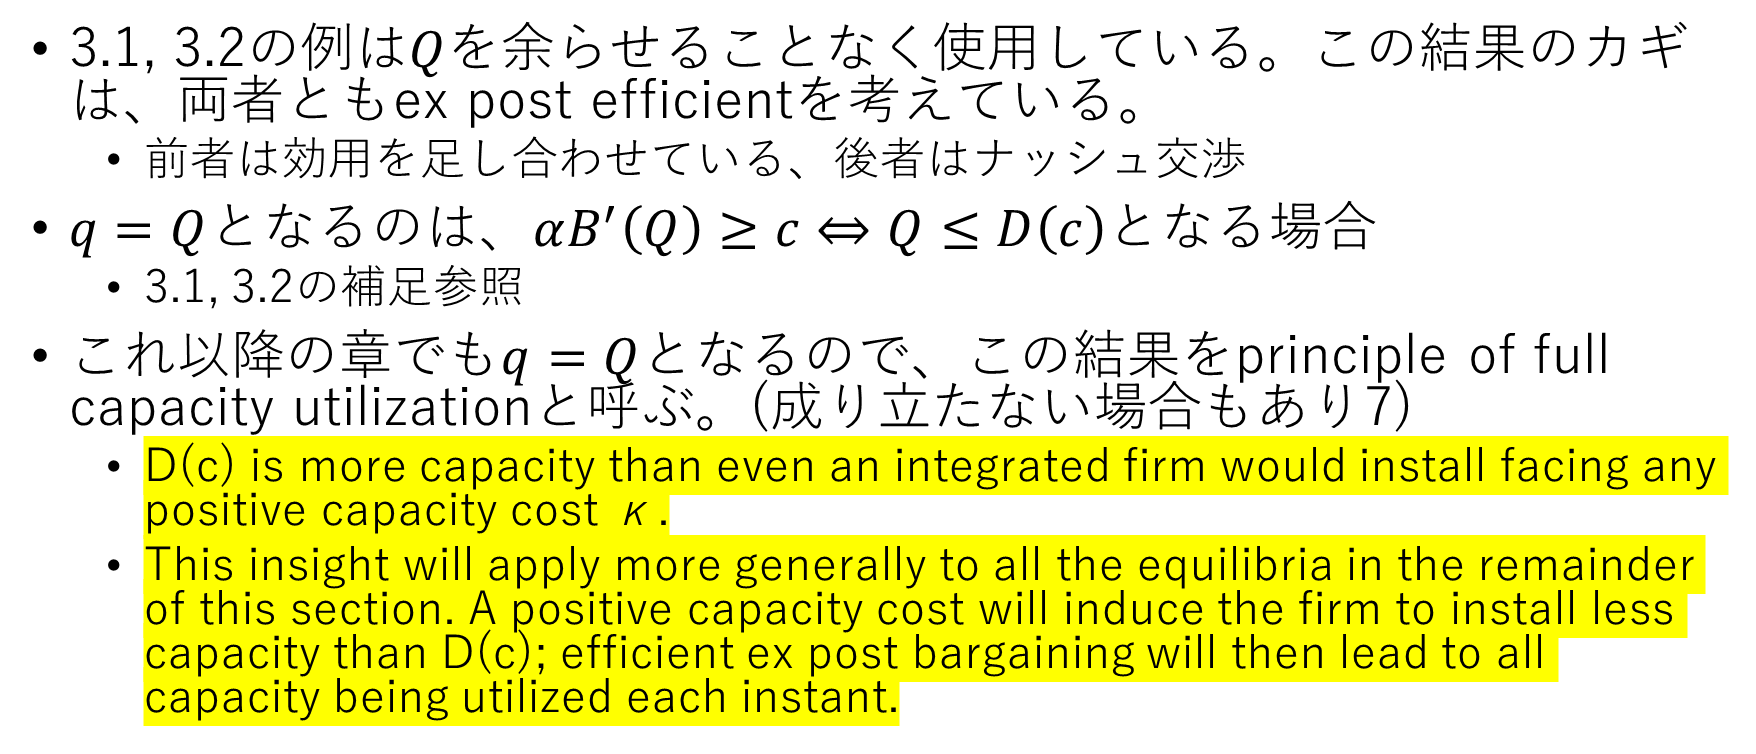 • 3.1, 3.2の例はQを余らせることなく使用している。この結果のカギ
は、両者ともex post efficientを考えている。
• 前者は効用を足し合わせている、後者はナッシュ交渉
• q = Qとなるのは、αB′(Q) ≥ c ⇔ Q ≤ D(c)となる場合
• 3.1, 3.2の補足参照
• これ以降の章でもq = Qとなるので、この結果をprinciple of full
capacity utilizationと呼ぶ。(成り立たない場合もあり7)
• D(c) is more capacity than even an integrated firm would install facing any
positive capacity cost κ.
• This insight will apply more generally to all the equilibria in the remainder
of this section. A positive capacity cost will induce the firm to install less
capacity than D(c); efficient ex post bargaining will then lead to all
capacity being utilized each instant.